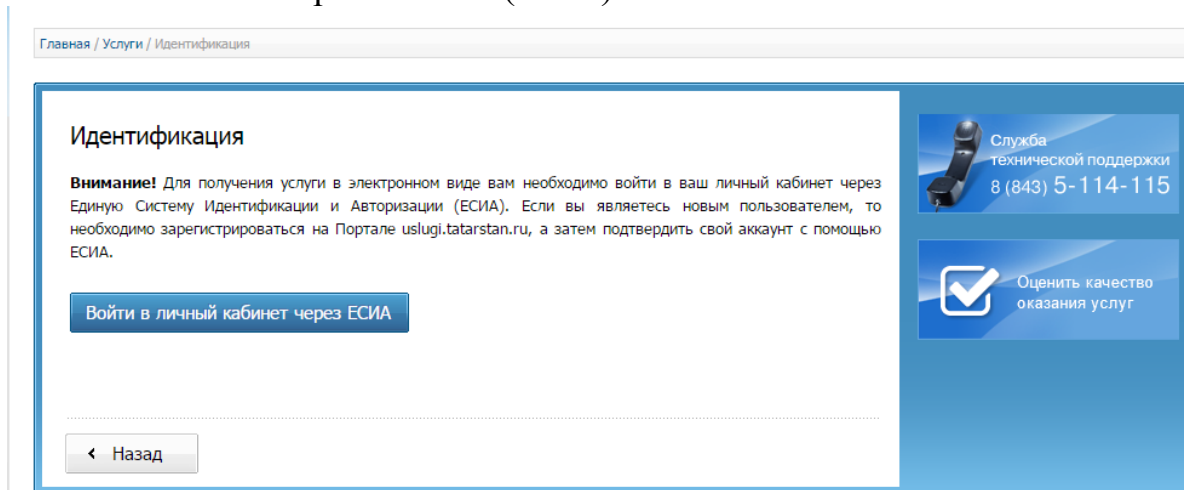 Главная / Услуги / Идентификация
Идентификация
Внимание! Для получения услуги в электронном виде вам необходимо войти в ваш личный кабинет через
Единую Систему Идентификации и Авторизации (ЕСИА). Если вы являетесь новым пользователем, то
необходимо зарегистрироваться на Портале uslugi.tatarstan.ru, а затем подтвердить свой аккаунт с помощью
ЕСИА.
Войти в личный кабинет через ЕСИА
Назад
Служба
технической поддержки
8 (843) 5-114-115
Оценить качество
оказания услуг